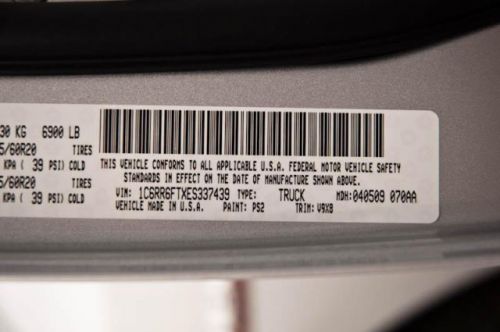 30 KG 6900 LB
5/60R20 TIRES
KPA ( 39 PSI) COLD
5/60R20 TIRES
KPA ( 39 PSI) COLD
THIS VEHICLE CONFORMS TO ALL APPLICABLE U.S.A. FEDERAL MOTOR VEHICLE SAFETY
STANDARDS IN EFFECT ON THE DATE OF MANUFACTURE SHOWN ABOVE
VIN: 1C6RR6FTXES337439 TYPE: TRUCK MDH: 040509 070AA
VEHICLE MADE IN U.S.A. PAINT: PS2 TRIM: V9X8